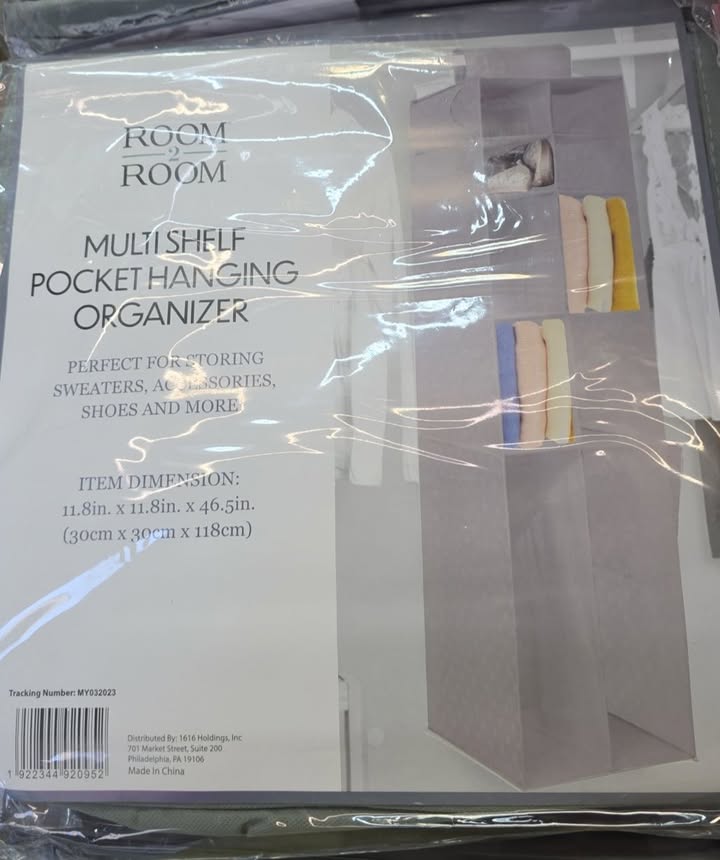 ROOM
2
ROOM
MULTI SHELF
POCKET HANGING
ORGANIZER
PERFECT FOR STORING
SWEATERS, ACCESSORIES,
SHOES AND MORE
ITEM DIMENSION:
11.8in. x 11.8in. x 46.5in.
(30cm x 30cm x 118cm)
Tracking Number: MY032023
1 922344 920952
Distributed By: 1616 Holdings, Inc
701 Market Street, Suite 200
Philadelphia, PA 19106
Made In China